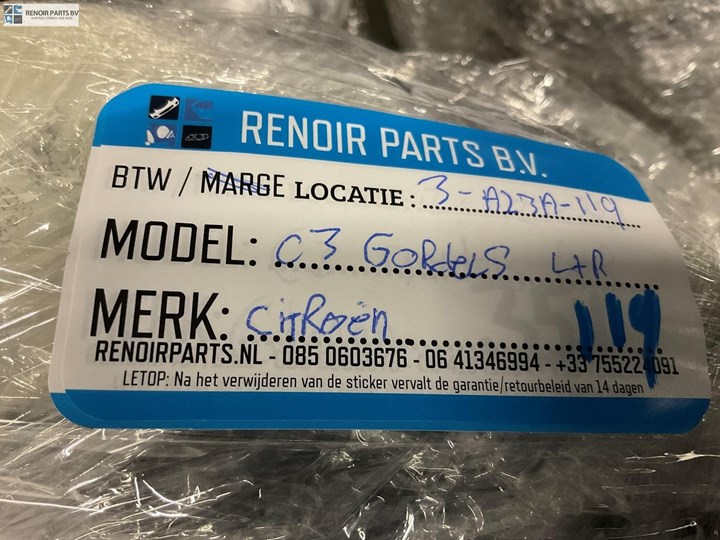 RENOIR PARTS BV
RENOIR PARTS B.V.
BTW / MARGE LOCATIE: 3-A23A-119
MODEL: C3 GORDELS L+R
MERK: CITROËN 119
RENOIRPARTS.NL - 085 0603676 - 06 41346994 - +33 755224091
LETOP: Na het verwijderen van de sticker vervalt de garantie/retourbeleid van 14 dagen